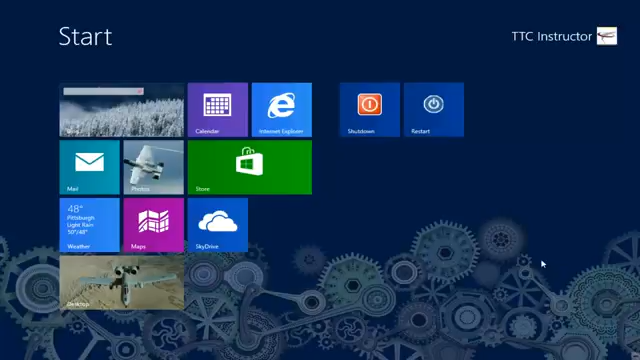 Start
TTC Instructor
Calendar
Internet Explorer
Shutdown
Restart
Mail
Photos
Store
48°
Pittsburgh
Light Rain
50°/48°
Weather
Maps
SkyDrive
Desktop